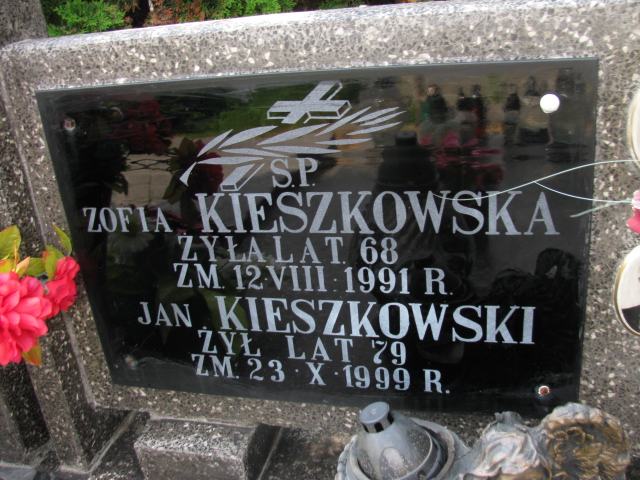 Ś.P.
ZOFIA KIESZKOWSKA
ŻYŁA LAT. 68
ZM. 12·VIII·1991 R.
JAN KIESZKOWSKI
ŻYŁ LAT 79
ZM. 23·X·1999 R.